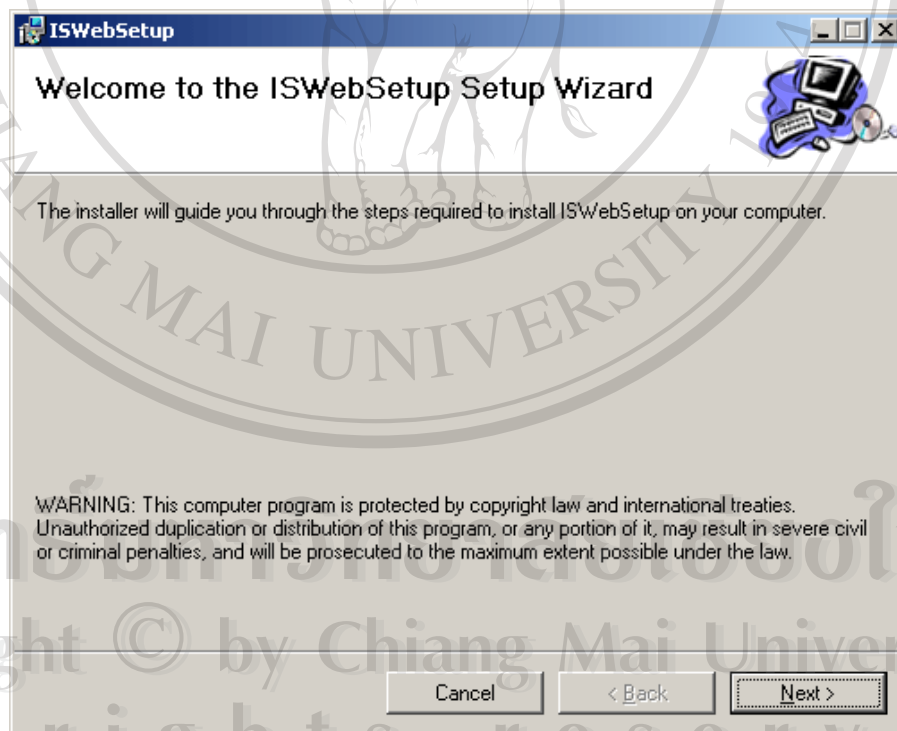 ISWebSetup
Welcome to the ISWebSetup Setup Wizard
The installer will guide you through the steps required to install ISWebSetup on your computer.
ANG MAI UNIVERSITY 19
WARNING: This computer program is protected by copyright law and international treaties.
Unauthorized duplication or distribution of this program, or any portion of it, may result in severe civil
or criminal penalties, and will be prosecuted to the maximum extent possible under the law.
ght © by Chiang Mai Univer
Cancel
< Back
Next >